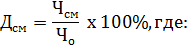 Дсм = Чсм / Чо х 100%, где: